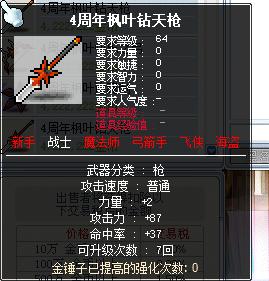 4周年枫叶钻天枪
要求等级: 64
要求力量: 0
要求敏捷: 0
要求智力: 0
要求运气: 0
要求人气度: -
道具等级 : -
道具经验值 : -
新手 战士 魔法师 弓箭手 飞侠 海盗
武器分类 : 枪
攻击速度 : 普通
力量 : +2
攻击力 : +87
命中率 : +37
可升级次数 : 7回
金锤子已提高的强化次数: 0